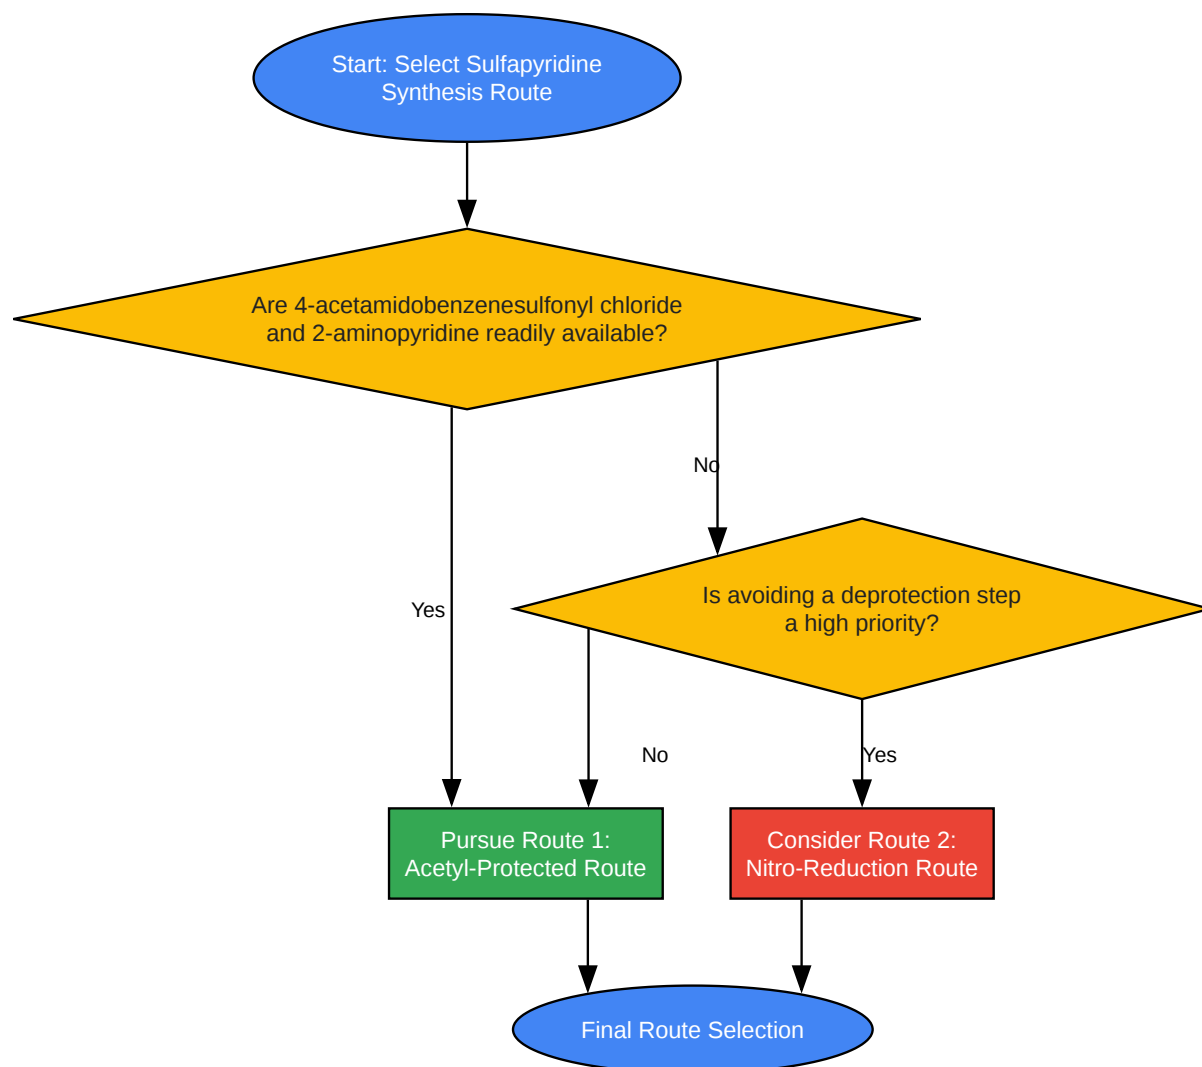 Start: Select Sulfapyridine
Synthesis Route
Are 4-acetamidobenzenesulfonyl chloride
and 2-aminopyridine readily available?
No
Is avoiding a deprotection step
a high priority?
Yes
No
Yes
Pursue Route 1:
Acetyl-Protected Route
Consider Route 2:
Nitro-Reduction Route
Final Route Selection